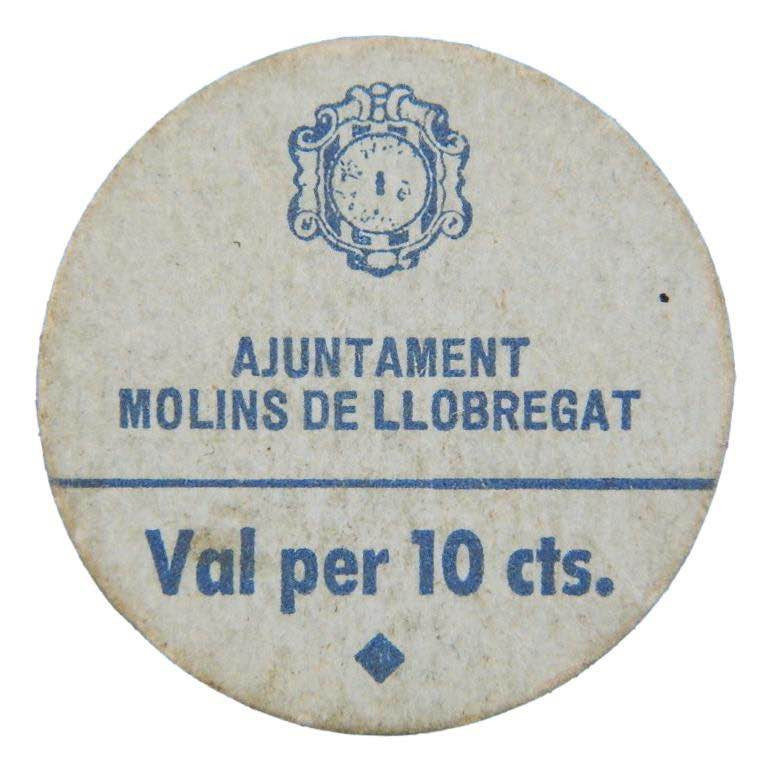 AJUNTAMENT
MOLINS DE LLOBREGAT
Val per 10 cts.